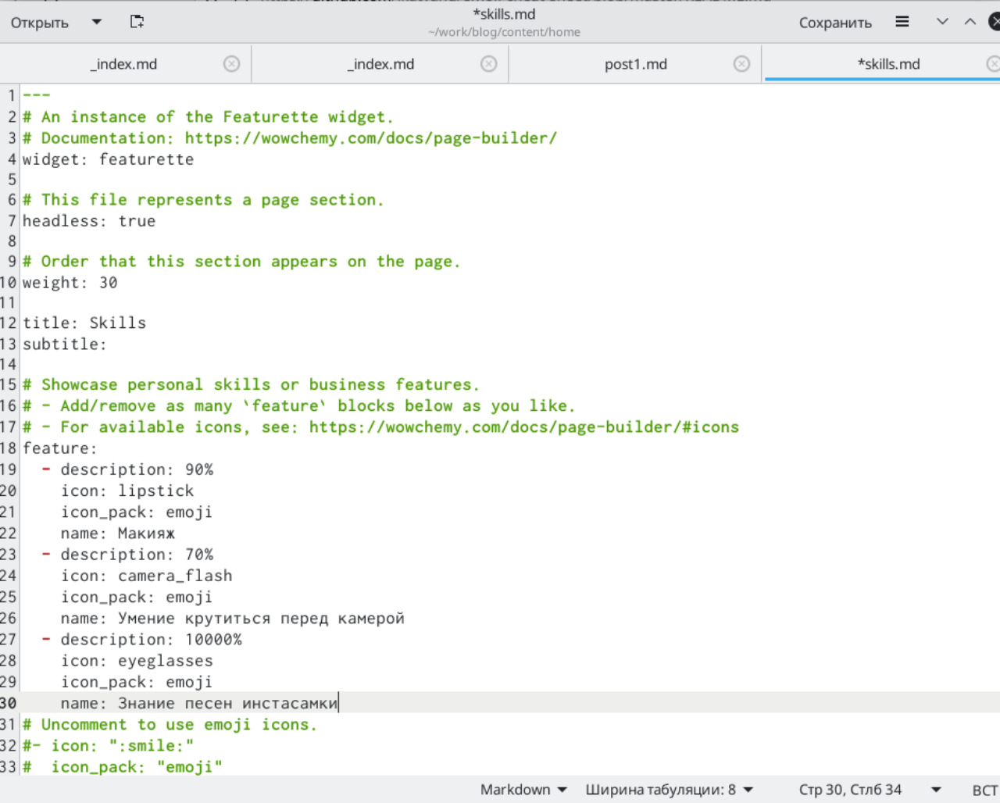 Открыть
*skills.md
~/work/blog/content/home
Сохранить
_index.md
_index.md
post1.md
*skills.md
1 ---
2 # An instance of the Featurette widget.
3 # Documentation: https://wowchemy.com/docs/page-builder/
4 widget: featurette
5
6 # This file represents a page section.
7 headless: true
8
9 # Order that this section appears on the page.
10 weight: 30
11
12 title: Skills
13 subtitle:
14
15 # Showcase personal skills or business features.
16 # - Add/remove as many `feature` blocks below as you like.
17 # - For available icons, see: https://wowchemy.com/docs/page-builder/#icons
18 feature:
19   - description: 90%
20     icon: lipstick
21     icon_pack: emoji
22     name: Макияж
23   - description: 70%
24     icon: camera_flash
25     icon_pack: emoji
26     name: Умение крутиться перед камерой
27   - description: 10000%
28     icon: eyeglasses
29     icon_pack: emoji
30     name: Знание песен инстасамки
31 # Uncomment to use emoji icons.
32 #- icon: ":smile:"
33 #  icon_pack: "emoji"
Markdown
Ширина табуляции: 8
Стр 30, Стлб 34
ВСТ